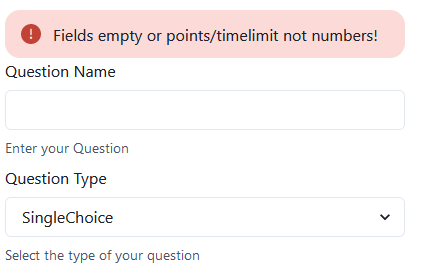 Fields empty or points/timelimit not numbers!
Question Name
Enter your Question
Question Type
SingleChoice
Select the type of your question